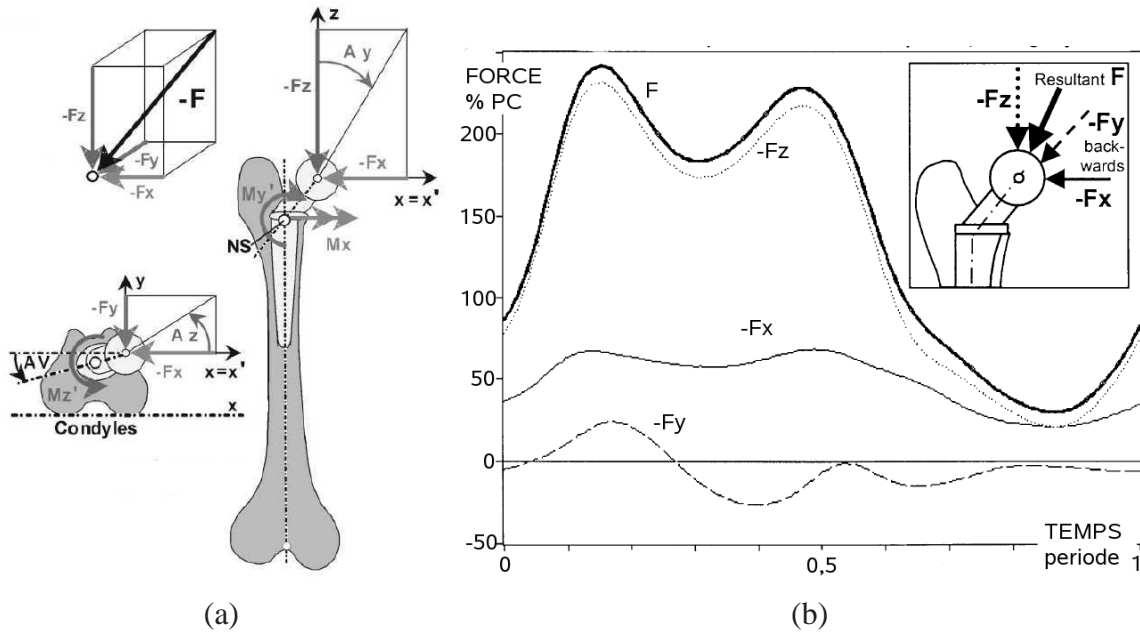 z
A y
-Fz
-F
-Fz
-Fy
-Fx
-Fx
x = x'
My'
NS
Mx
y
-Fy
A z
AV
-Fx
x=x'
Mz'
x
Condyles
(a)
FORCE
% PC
200
150
100
50
0
-50
F
-Fz
-Fx
-Fy
Resultant F
-Fz
-Fy
back-
wards
-Fx
TEMPS
periode
0
0,5
1
(b)